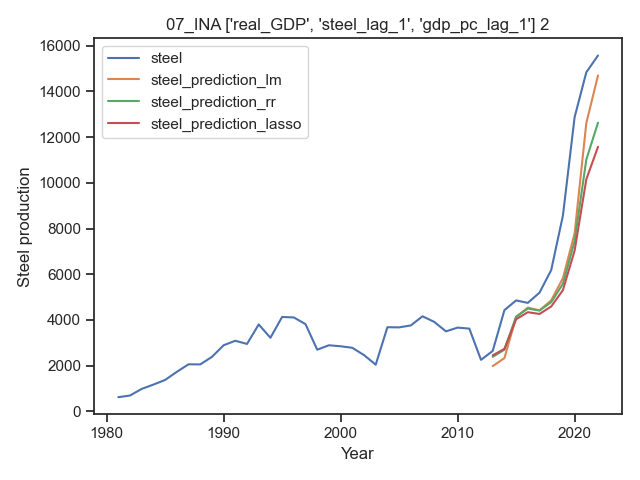 07_INA ['real_GDP', 'steel_lag_1', 'gdp_pc_lag_1'] 2
steel
steel_prediction_lm
steel_prediction_rr
steel_prediction_lasso
16000
14000
12000
10000
8000
6000
4000
2000
0
Steel production
1980
1990
2000
2010
2020
Year